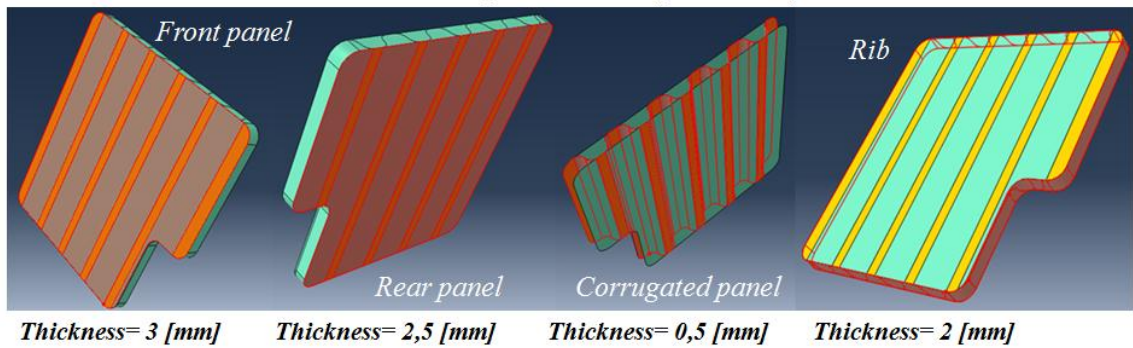 Front panel
Rear panel
Corrugated panel
Rib
Thickness= 3 [mm]
Thickness= 2,5 [mm]
Thickness= 0,5 [mm]
Thickness= 2 [mm]